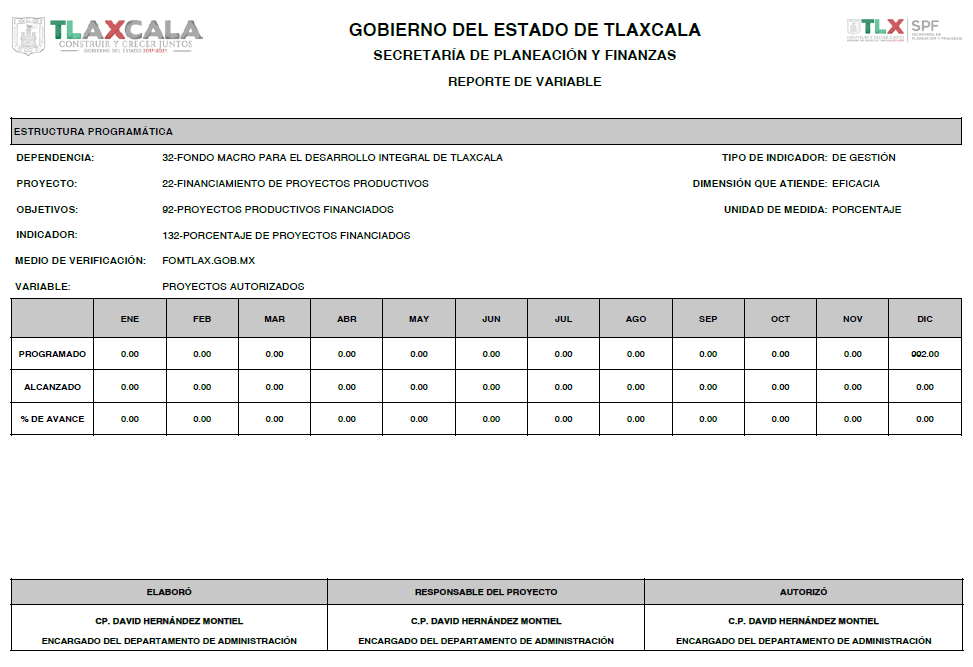 TLAXCALA
CONSTRUIR Y CRECER JUNTOS
GOBIERNO DEL ESTADO 2017-2021
GOBIERNO DEL ESTADO DE TLAXCALA
SECRETARÍA DE PLANEACIÓN Y FINANZAS
REPORTE DE VARIABLE
TLX SPF
ESTRUCTURA PROGRAMÁTICA
DEPENDENCIA: 32-FONDO MACRO PARA EL DESARROLLO INTEGRAL DE TLAXCALA TIPO DE INDICADOR: DE GESTIÓN
PROYECTO: 22-FINANCIAMIENTO DE PROYECTOS PRODUCTIVOS DIMENSIÓN QUE ATIENDE: EFICACIA
OBJETIVOS: 92-PROYECTOS PRODUCTIVOS FINANCIADOS UNIDAD DE MEDIDA: PORCENTAJE
INDICADOR: 132-PORCENTAJE DE PROYECTOS FINANCIADOS
MEDIO DE VERIFICACIÓN: FOMTLAX.GOB.MX
VARIABLE: PROYECTOS AUTORIZADOS
ENE FEB MAR ABR MAY JUN JUL AGO SEP OCT NOV DIC
PROGRAMADO 0.00 0.00 0.00 0.00 0.00 0.00 0.00 0.00 0.00 0.00 0.00
ALCANZADO 0.00 0.00 0.00 0.00 0.00 0.00 0.00 0.00 0.00 0.00 0.00 0.00
% DE AVANCE 0.00 0.00 0.00 0.00 0.00 0.00 0.00 0.00 0.00 0.00 0.00 0.00
ELABORÓ RESPONSABLE DEL PROYECTO AUTORIZÓ
CP. DAVID HERNÁNDEZ MONTIEL C.P. DAVID HERNÁNDEZ MONTIEL C.P. DAVID HERNÁNDEZ MONTIEL
ENCARGADO DEL DEPARTAMENTO DE ADMINISTRACIÓN ENCARGADO DEL DEPARTAMENTO DE ADMINISTRACIÓN ENCARGADO DEL DEPARTAMENTO DE ADMINISTRACIÓN